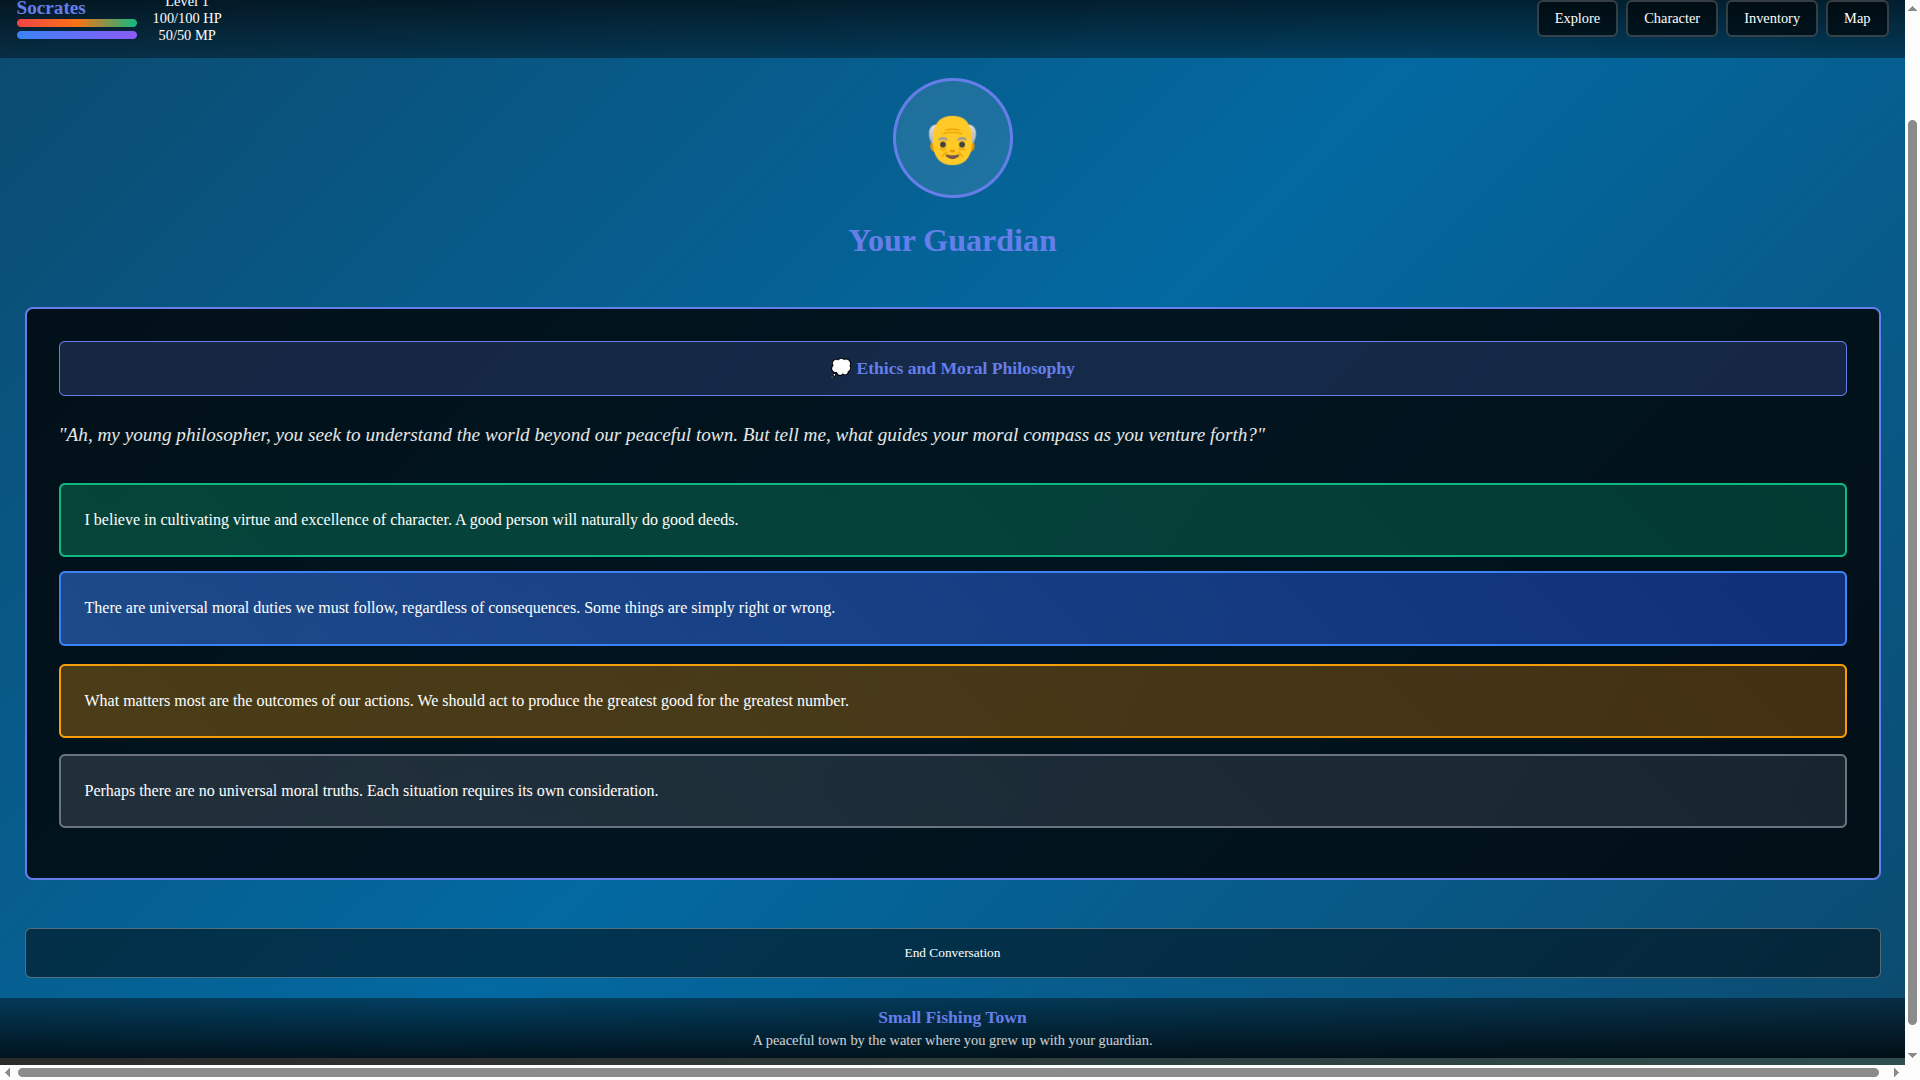 Socrates
Level 1
100/100 HP
50/50 MP
Explore
Character
Inventory
Map
Your Guardian
Ethics and Moral Philosophy
"Ah, my young philosopher, you seek to understand the world beyond our peaceful town. But tell me, what guides your moral compass as you venture forth?"
I believe in cultivating virtue and excellence of character. A good person will naturally do good deeds.
There are universal moral duties we must follow, regardless of consequences. Some things are simply right or wrong.
What matters most are the outcomes of our actions. We should act to produce the greatest good for the greatest number.
Perhaps there are no universal moral truths. Each situation requires its own consideration.
End Conversation
Small Fishing Town
A peaceful town by the water where you grew up with your guardian.